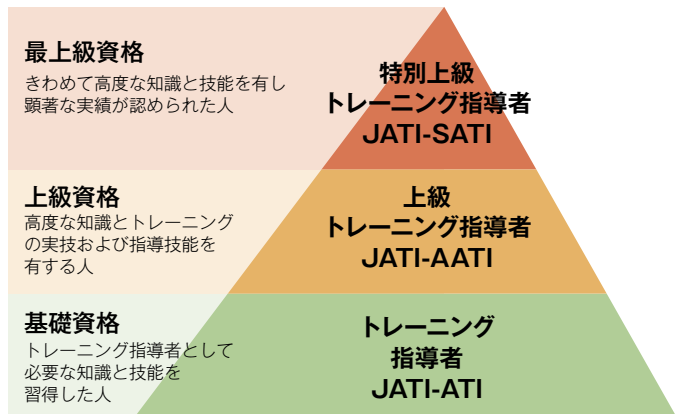 最上級資格
きわめて高度な知識と技能を有し
顕著な実績が認められた人
特別上級
トレーニング指導者
JATI-SATI
上級資格
高度な知識とトレーニング
の実技および指導技能を
有する人
上級
トレーニング指導者
JATI-AATI
基礎資格
トレーニング指導者として
必要な知識と技能を
習得した人
トレーニング
指導者
JATI-ATI